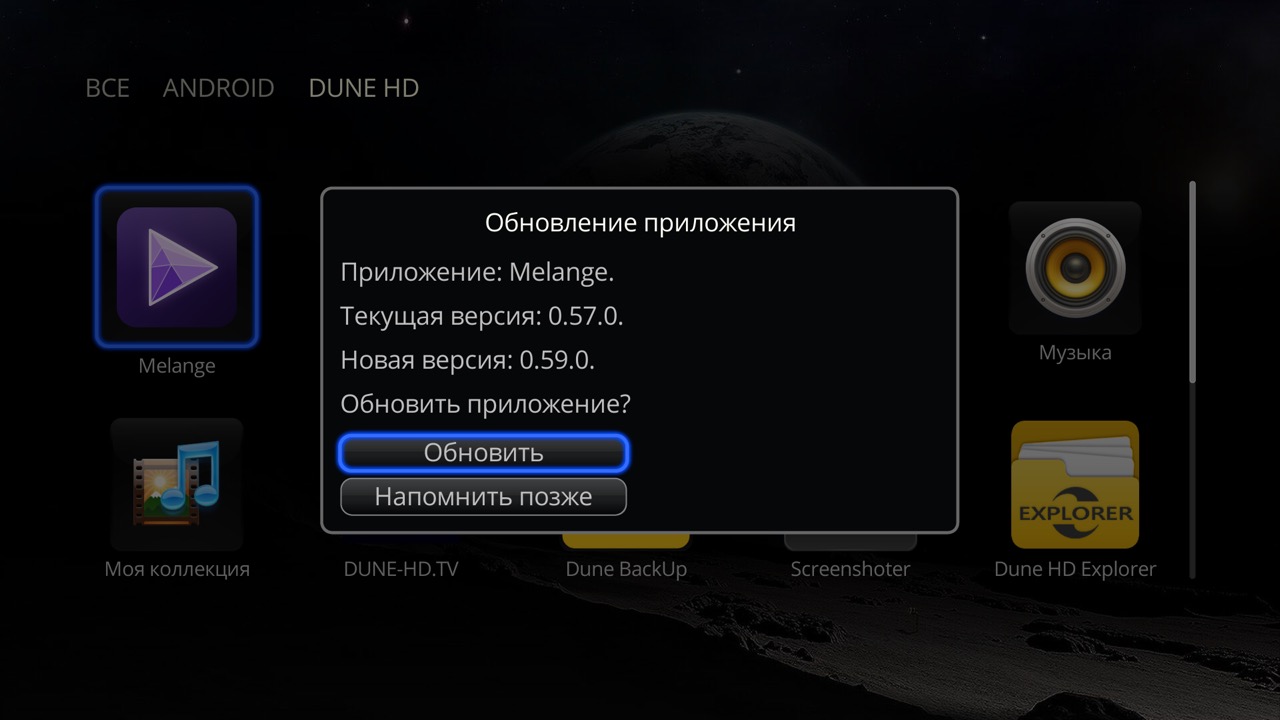 ВСЕ ANDROID DUNE HD
Обновление приложения
Приложение: Melange.
Текущая версия: 0.57.0.
Новая версия: 0.59.0.
Обновить приложение?
Обновить
Напомнить позже
Melange
Музыка
EXPLORER
Моя коллекция
DUNE-HD.TV
Dune BackUp
Screenshoter
Dune HD Explorer